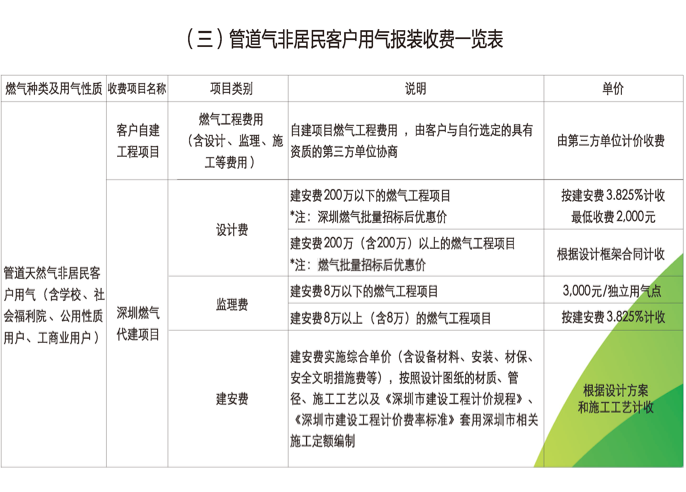 （三）管道气非居民客户用气报装收费一览表
燃气种类及用气性质
收费项目名称
项目类别
说明
单价
管道天然气非居民客
户用气（含学校、社
会福利院、公用性质
用户、工商业用户）
客户自建
工程项目
燃气工程费用
（含设计、监理、施
工等费用）
自建项目燃气工程费用，由客户与自行选定的具有
资质的第三方单位协商
由第三方单位计价收费
深圳燃气
代建项目
设计费
建安费200万以下的燃气工程项目
*注：深圳燃气批量招标后优惠价
按建安费3.825%计收
最低收费2,000元
建安费200万（含200万）以上的燃气工程项目
*注：燃气批量招标后优惠价
根据设计框架合同计收
监理费
建安费8万以下的燃气工程项目
3,000元/独立用气点
建安费8万以上（含8万）的燃气工程项目
按建安费3.825%计收
建安费
建安费实施综合单价（含设备材料、安装、材保、
安全文明措施费等），按照设计图纸的材质、管
径、施工工艺以及《深圳市建设工程计价规程》、
《深圳市建设工程计价费率标准》套用深圳市相关
施工定额编制
根据设计方案
和施工工艺计收